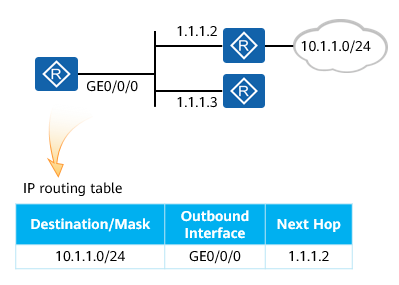 1.1.1.2
R
10.1.1.0/24
R
GE0/0/0
R
1.1.1.3
IP routing table
Destination/Mask
Outbound
Interface
Next Hop
10.1.1.0/24
GE0/0/0
1.1.1.2